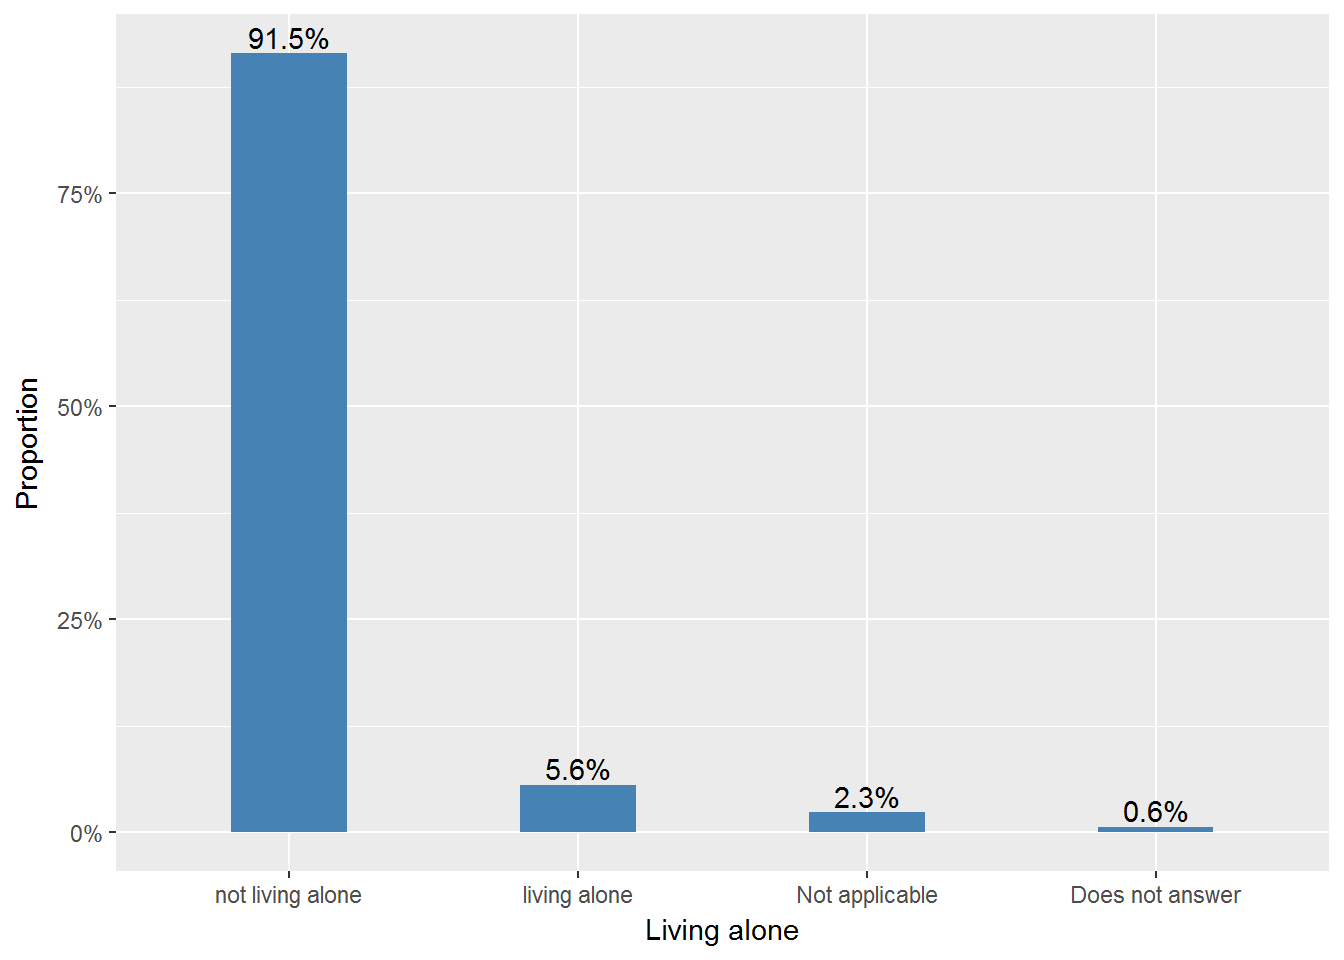 91.5%
75%
50%
25%
0%
Proportion
5.6%
2.3%
0.6%
not living alone
living alone
Not applicable
Does not answer
Living alone